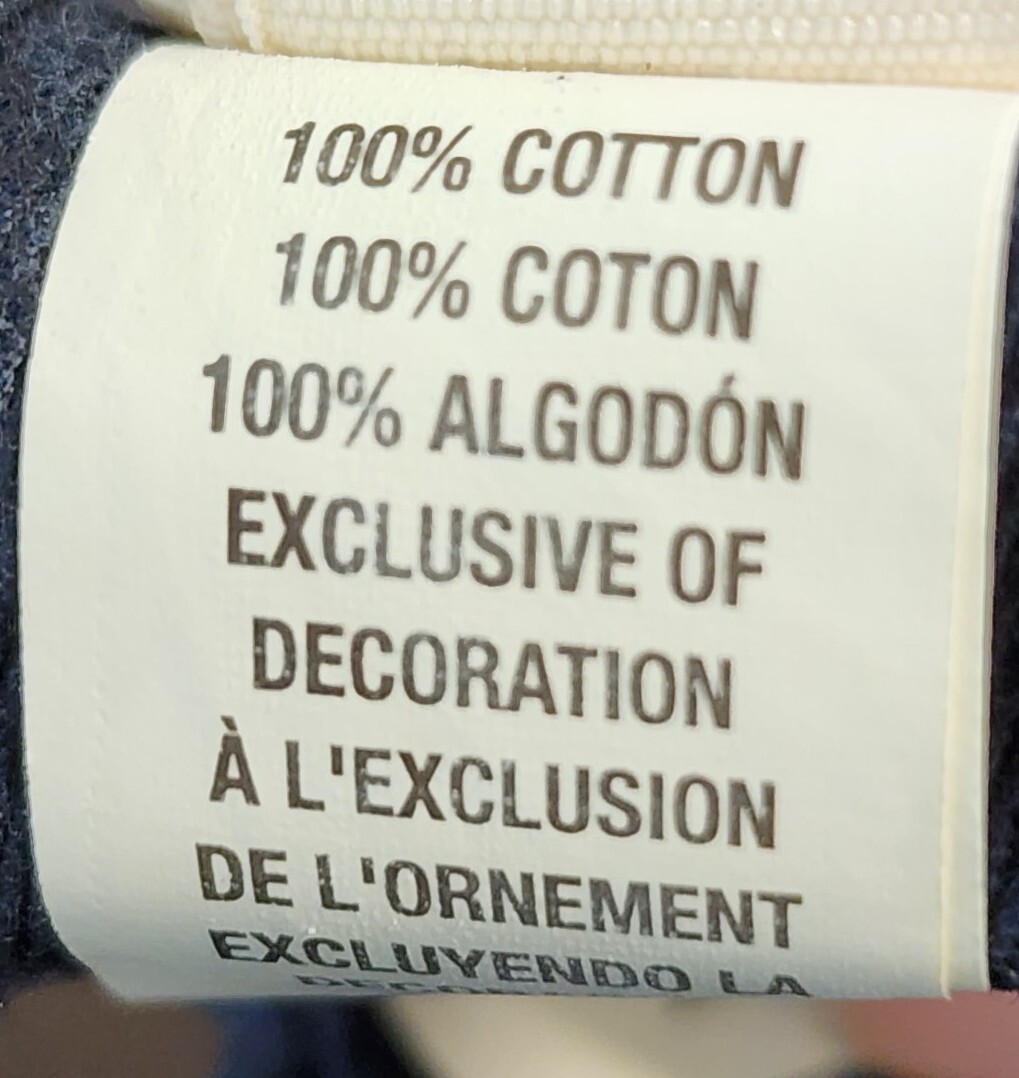 100% COTTON
100% COTON
100% ALGODÓN
EXCLUSIVE OF
DECORATION
À L'EXCLUSION
DE L'ORNEMENT
EXCLUYENDO LA